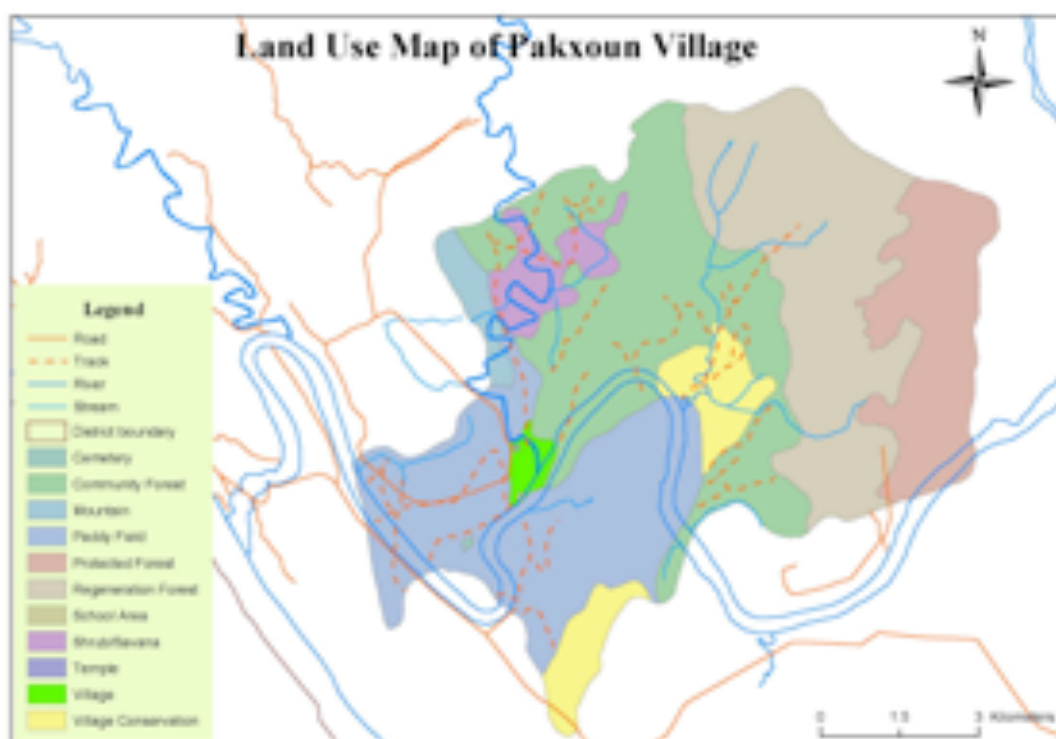 Land Use Map of Pakxoun Village
N
Legend
Road
Track
River
Stream
District boundary
Cemetery
Community Forest
Mountain
Paddy Field
Protected Forest
Regeneration Forest
School Area
Shrub/Savana
Temple
Village
Village Conservation
0 1.5 3 Kilometers